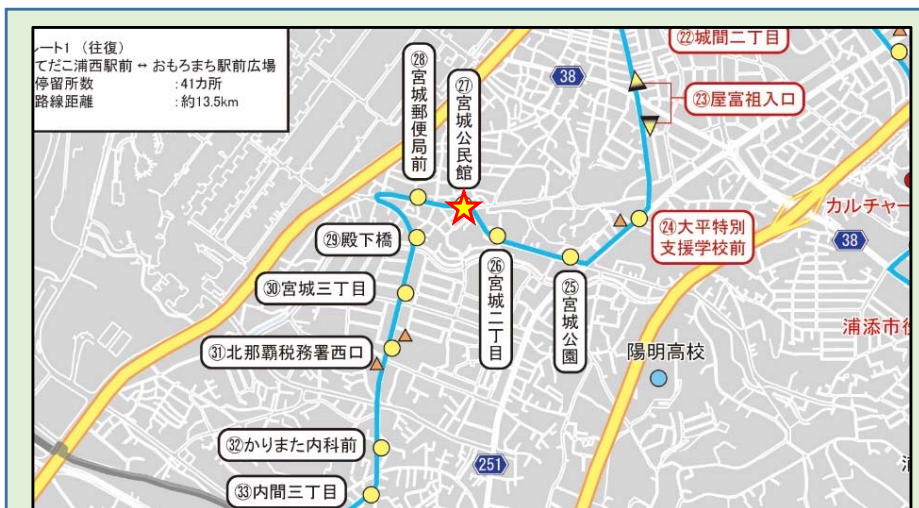 ート1 （往復）
てだこ浦西駅前 ↔ おもろまち駅前広場
停留所数 :41カ所
路線距離 :約13.5km
㉒城間二丁目
38
㉓屋富祖入口
㉘宮城郵便局前
㉗宮城公民館
カルチャー
㉔大平特別
支援学校前
38
㉙殿下橋
㉖宮城二丁目
㉕宮城公園
㉚宮城三丁目
浦添市役
㉛北那覇税務署西口
陽明高校
㉜かりまた内科前
251
㉝内間三丁目